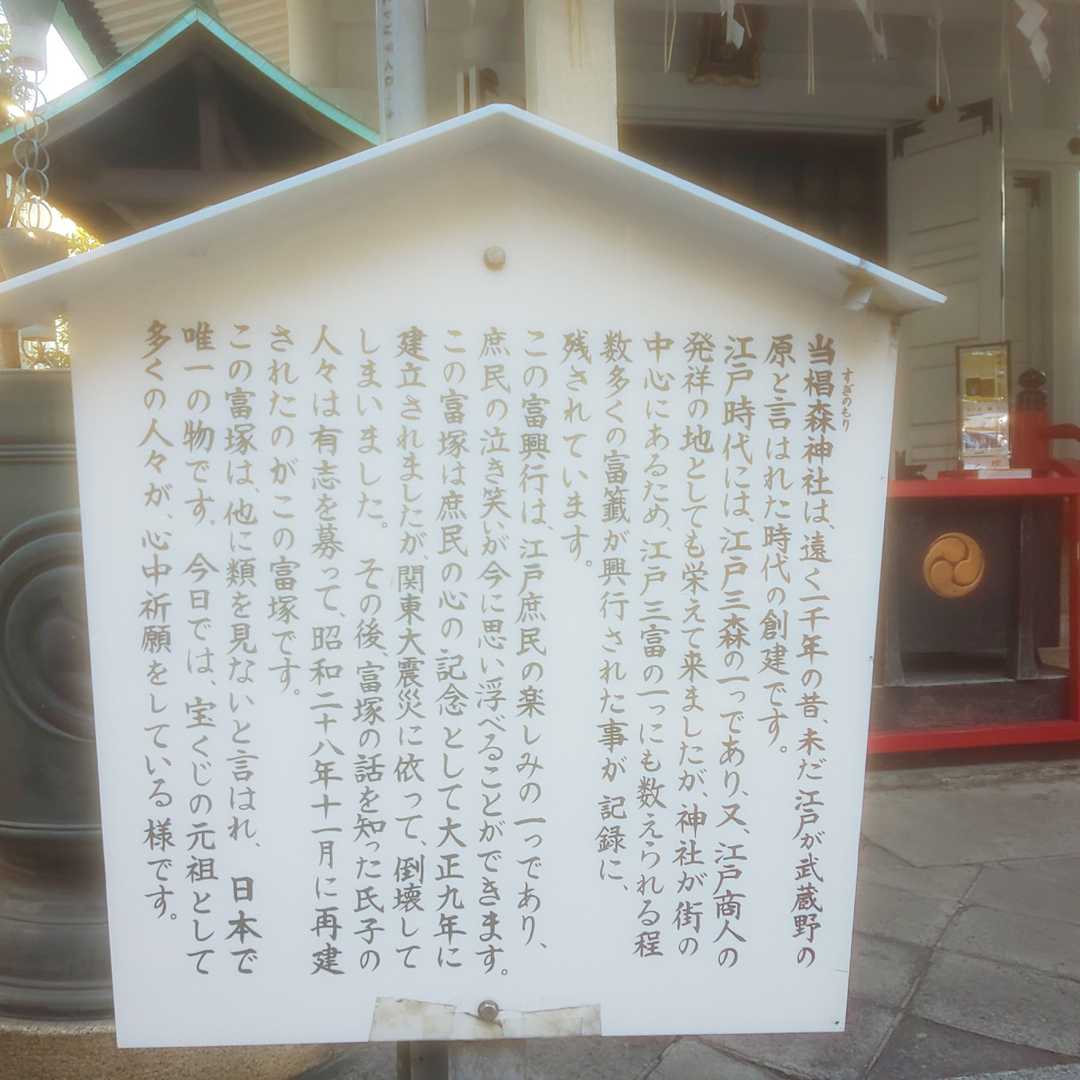 当椙森神社は、遠く一千年の昔、未だ江戸が武蔵野の
すぎのもり
原と言はれた時代の創建です。
江戸時代には、江戸三森の一つであり、又、江戸商人の
発祥の地としても栄えて来ましたが、神社が街の
中心にあるため、江戸三富の一つにも数えられる程
数多くの富籤が興行された事が記録に、
残されています。
この富興行は、江戸庶民の楽しみの一つであり、
庶民の泣き笑いが今に思い浮べることができます。
この富塚は庶民の心の記念として大正九年に
建立されましたが、関東大震災に依って、倒壊して
しまいました。その後、富塚の話を知った氏子の
人々は有志を募って、昭和二十八年十一月に再建
されたのがこの富塚です。
この富塚は、他に類を見ないと言はれ、日本で
唯一の物です。今日では、宝くじの元祖として
多くの人々が、心中祈願をしている様です。